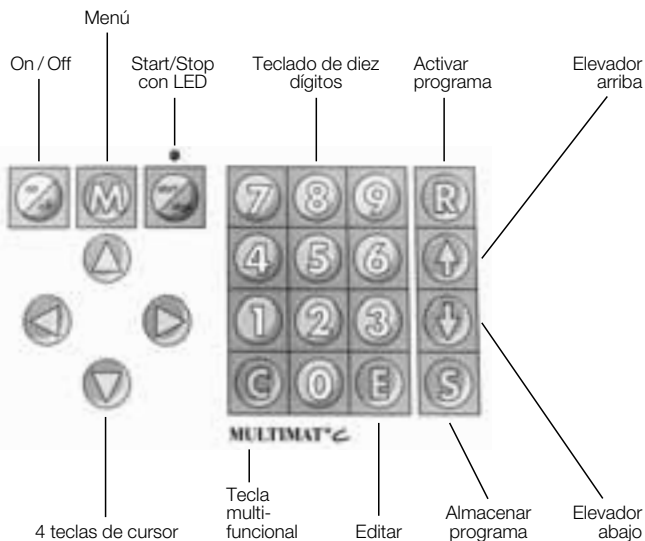 Menú
On / Off
Start/Stop
con LED
Teclado de diez
dígitos
Activar
programa
Elevador
arriba
M
7 8 9 R
4 5 6
1 2 3
C 0 E S
MULTIMAT® C
4 teclas de cursor
Tecla
multi-
funcional
Editar
Almacenar
programa
Elevador
abajo